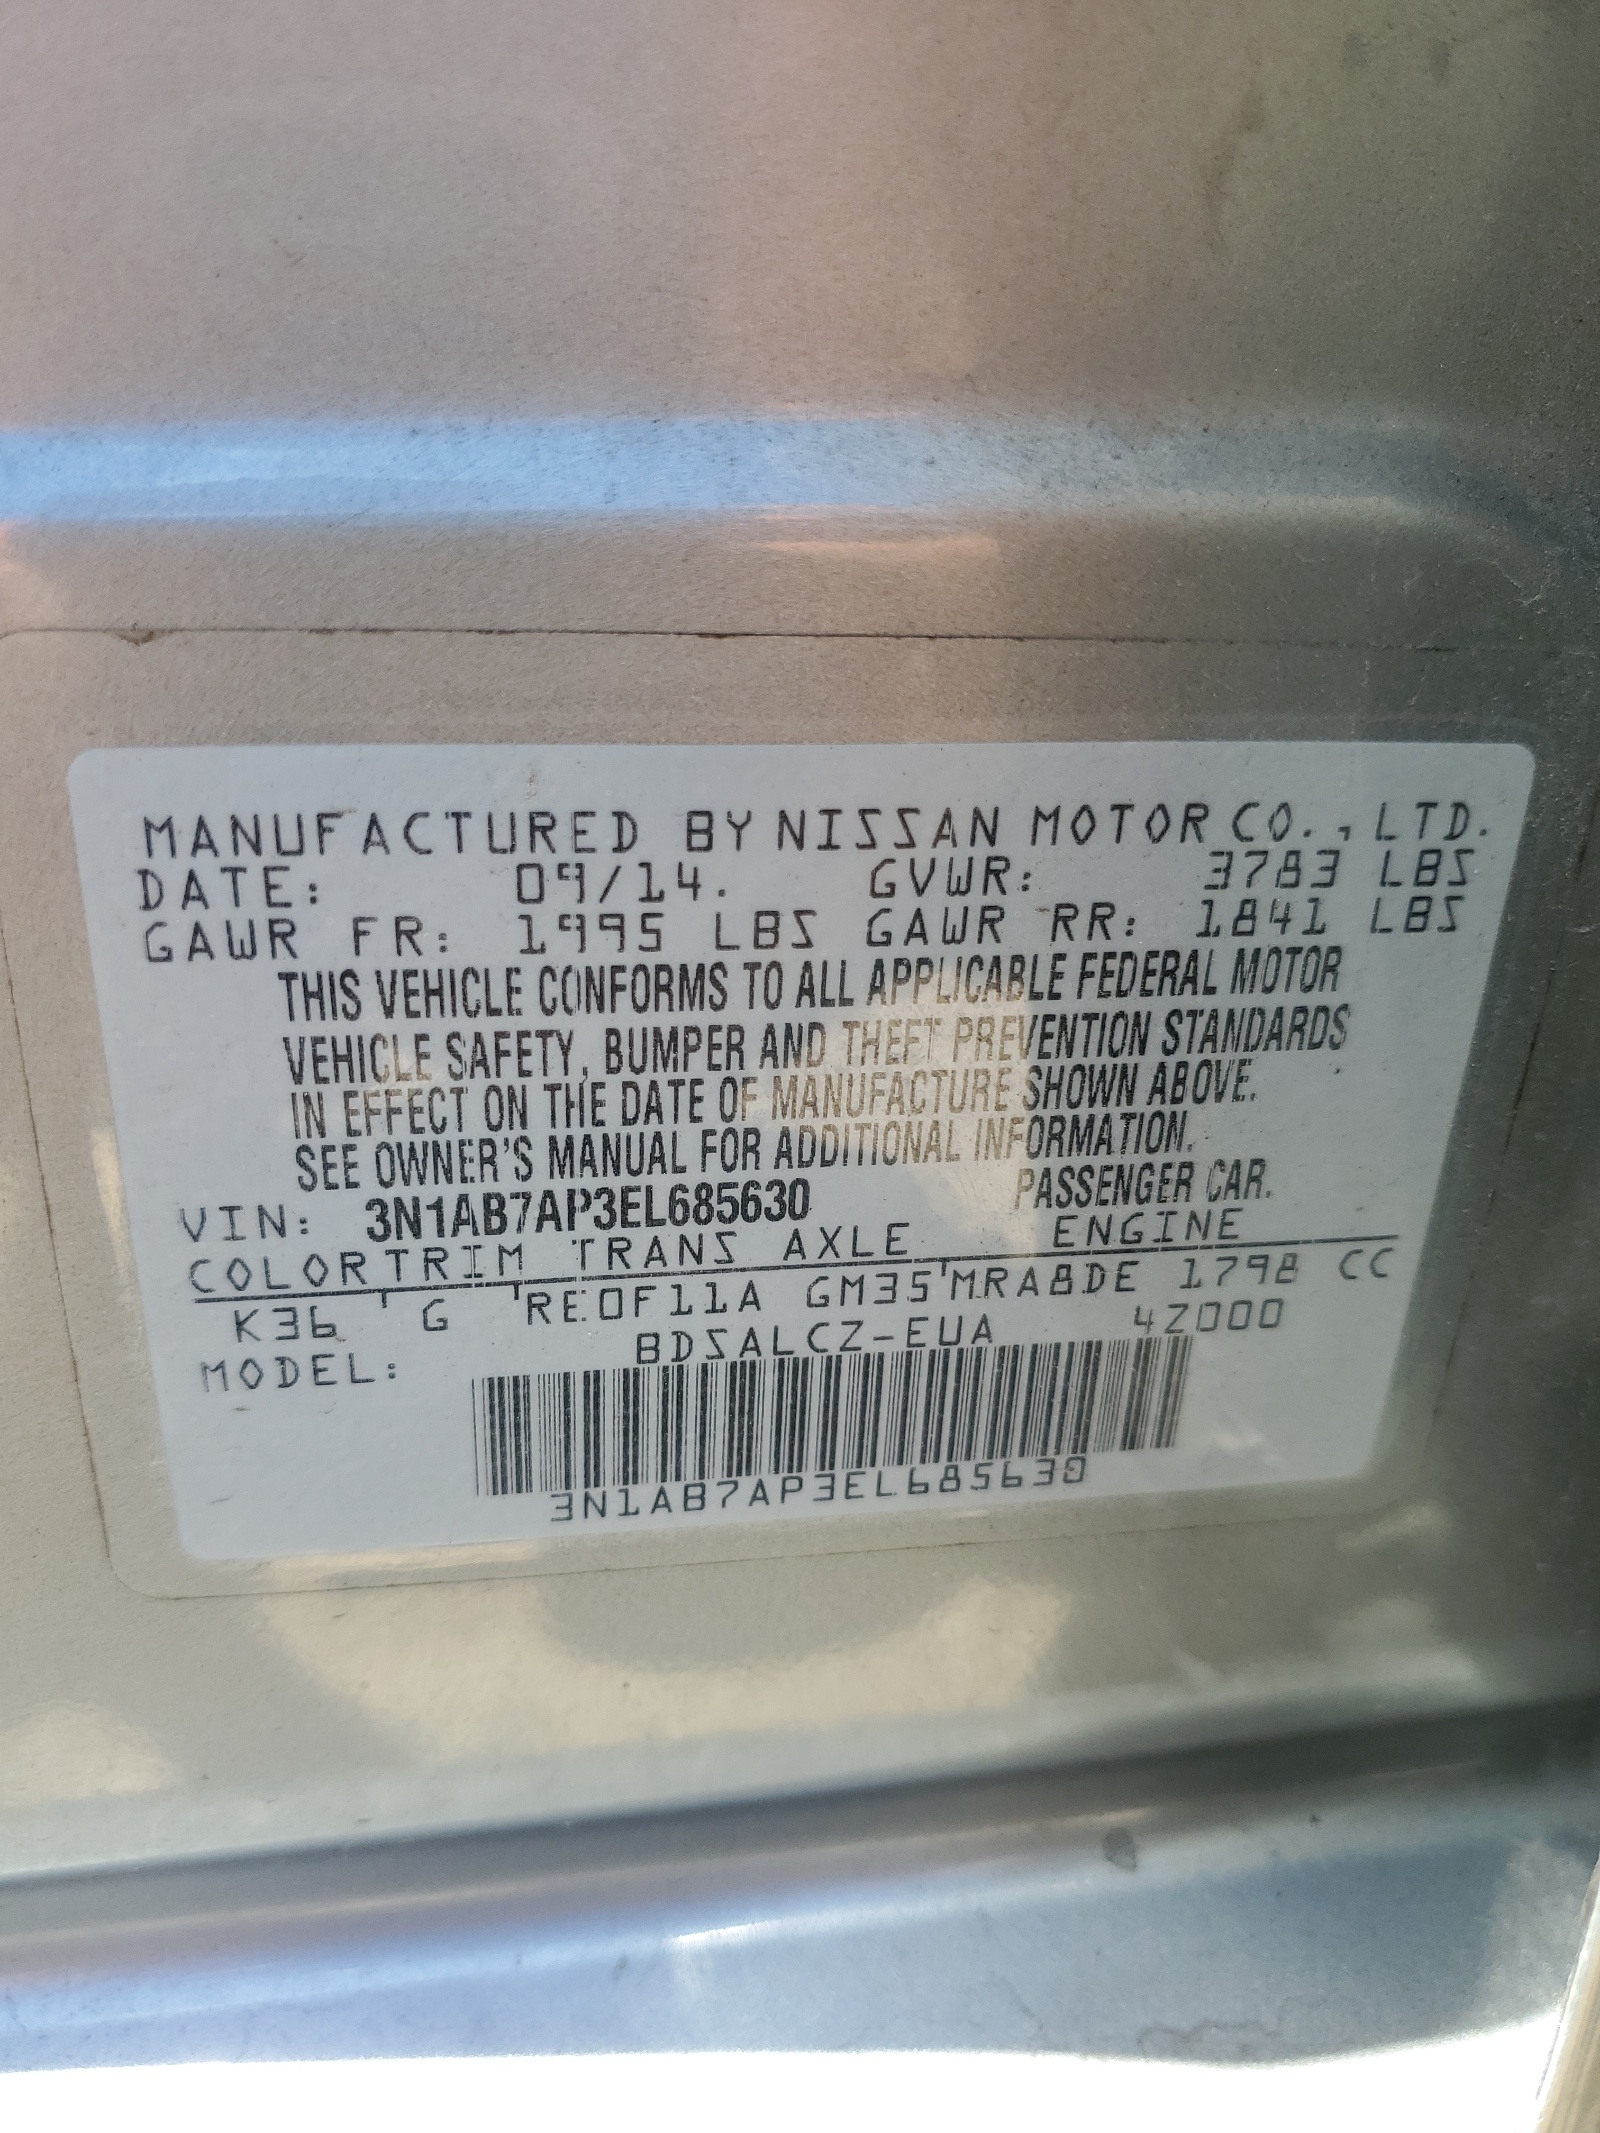 MANUFACTURED BY NISSAN MOTOR CO., LTD.
DATE: 09/14. GVWR: 3783 LBS
GAWR FR: 1995 LBS GAWR RR: 1841 LBS
THIS VEHICLE CONFORMS TO ALL APPLICABLE FEDERAL MOTOR
VEHICLE SAFETY, BUMPER AND THEFT PREVENTION STANDARDS
IN EFFECT ON THE DATE OF MANUFACTURE SHOWN ABOVE.
SEE OWNER'S MANUAL FOR ADDITIONAL INFORMATION.
VIN: 3N1AB7AP3EL685630 PASSENGER CAR.
COLOR TRIM TRANS AXLE ENGINE
K36 G RE0F11A GM35 MRA8DE 1798 CC
MODEL: BDSALCZ-EUA 4Z000
3N1AB7AP3EL685630